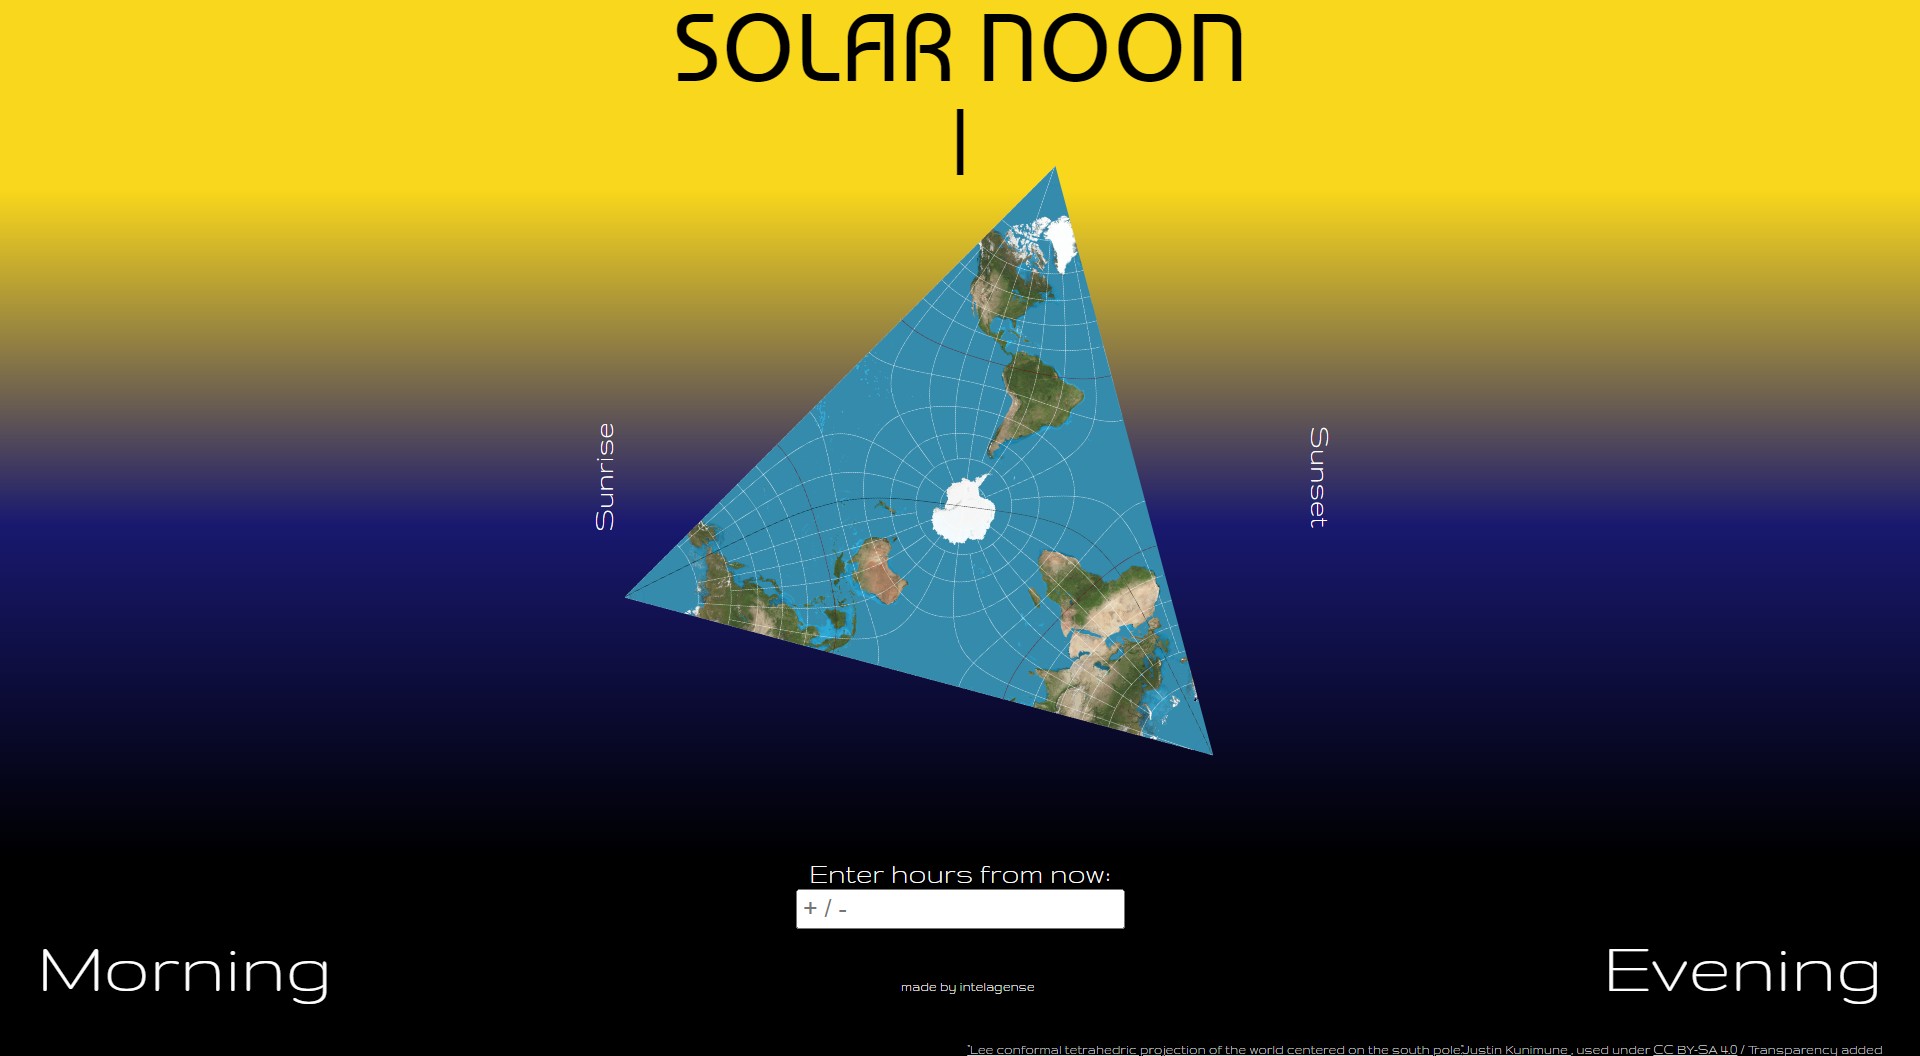 SOLAR NOON
|
Sunrise
Sunset
Enter hours from now:
+ / -
Morning
Evening
made by intelagense
"Lee conformal tetrahedric projection of the world centered on the south pole" Justin Kunimune , used under CC BY-SA 4.0 / Transparency added